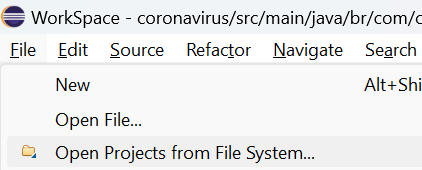 WorkSpace - coronavirus/src/main/java/br/com/c
File Edit Source Refactor Navigate Search
New Alt+Shi
Open File...
Open Projects from File System...